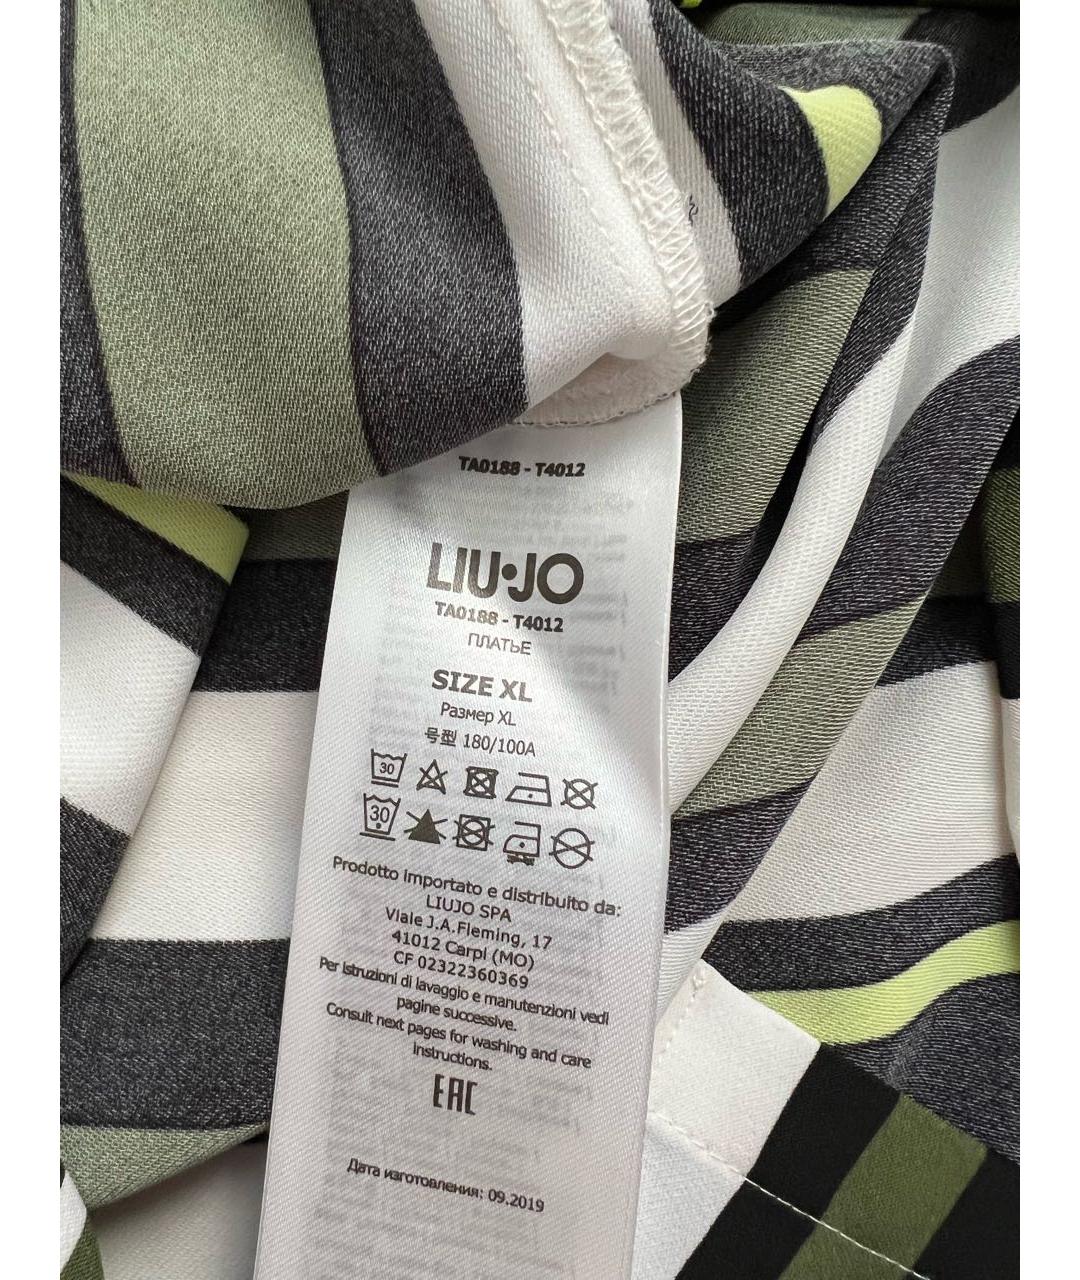 TA0188 - T4012
LIU·JO
TA0188 - T4012
ПЛАТЬЕ
SIZE XL
Размер XL
号型 180/100A
30
30
Prodotto importato e distribuito da:
LIUJO SPA
Viale J.A.Fleming, 17
41012 Carpi (MO)
CF 02322360369
Per istruzioni di lavaggio e manutenzioni vedi
pagine successive.
Consult next pages for washing and care
instructions.
EAC
Дата изготовления: 09.2019